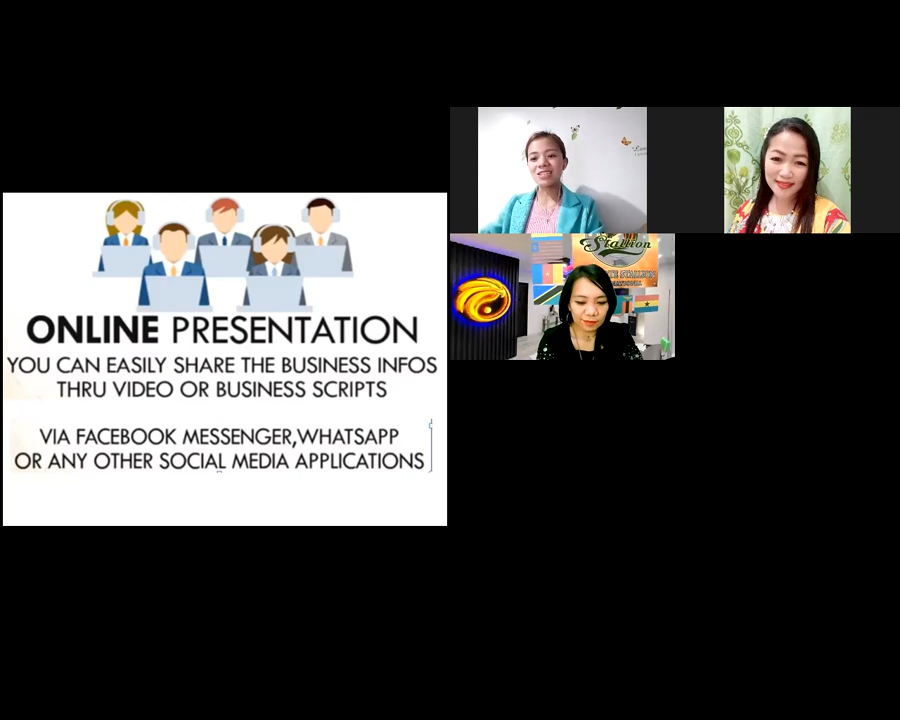 ONLINE PRESENTATION
YOU CAN EASILY SHARE THE BUSINESS INFOS
THRU VIDEO OR BUSINESS SCRIPTS
VIA FACEBOOK MESSENGER,WHATSAPP
OR ANY OTHER SOCIAL MEDIA APPLICATIONS
Stallion